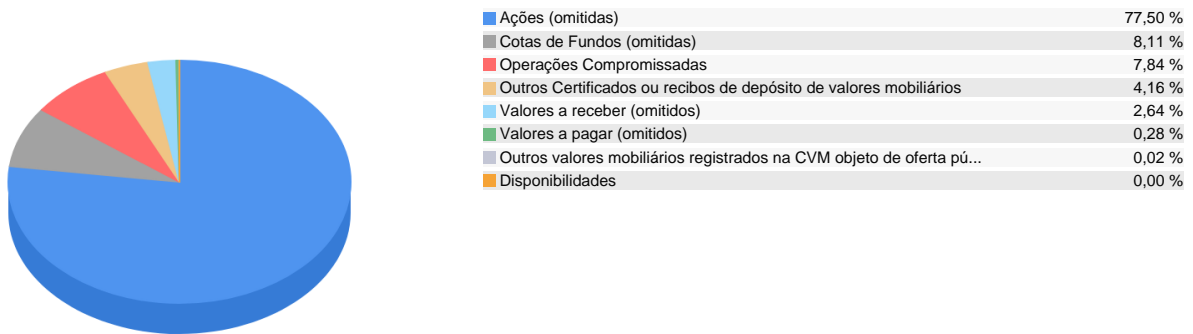 Ações (omitidas) 77,50 %
Cotas de Fundos (omitidas) 8,11 %
Operações Compromissadas 7,84 %
Outros Certificados ou recibos de depósito de valores mobiliários 4,16 %
Valores a receber (omitidos) 2,64 %
Valores a pagar (omitidos) 0,28 %
Outros valores mobiliários registrados na CVM objeto de oferta pú... 0,02 %
Disponibilidades 0,00 %